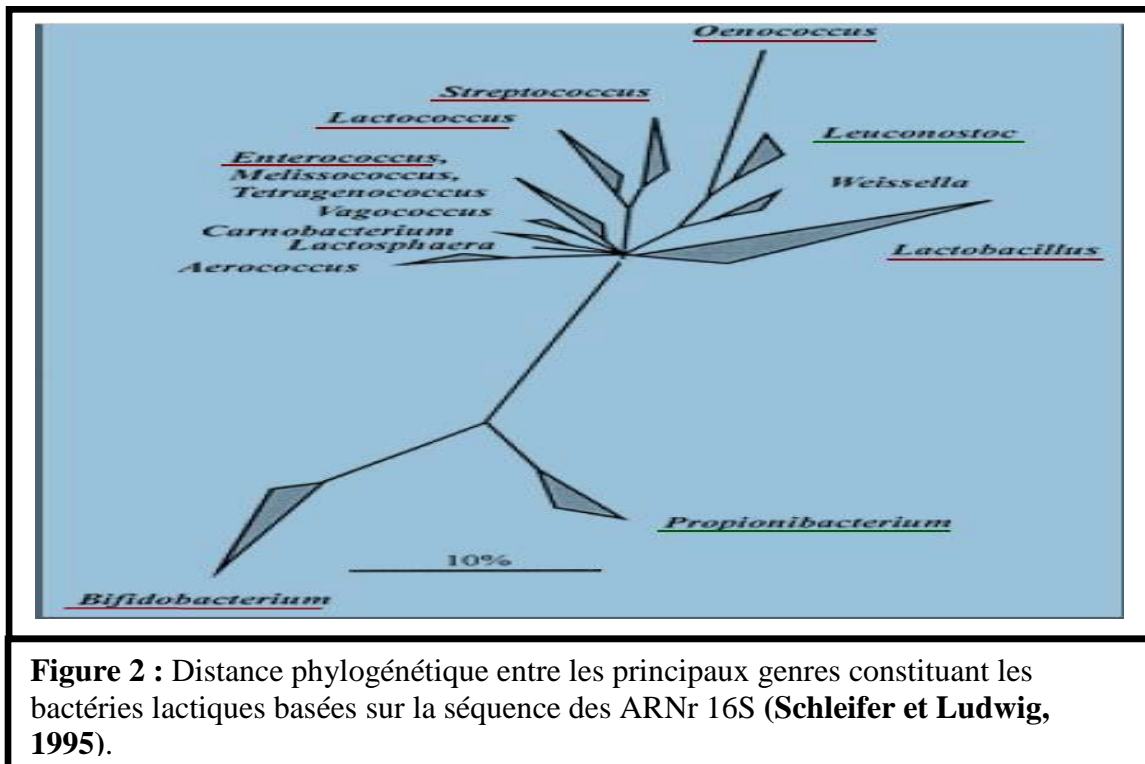 Oenococcus
Streptococcus
Lactococcus
Leuconostoc
Enterococcus,
Melissococcus,
Tetragenococcus
Weissella
Vagococcus
Carnobacterium
Lactosphaera
Lactobacillus
Aerococcus
Propionibacterium
10%
Bifidobacterium
Figure 2 : Distance phylogénétique entre les principaux genres constituant les
bactéries lactiques basées sur la séquence des ARNr 16S (Schleifer et Ludwig,
1995).